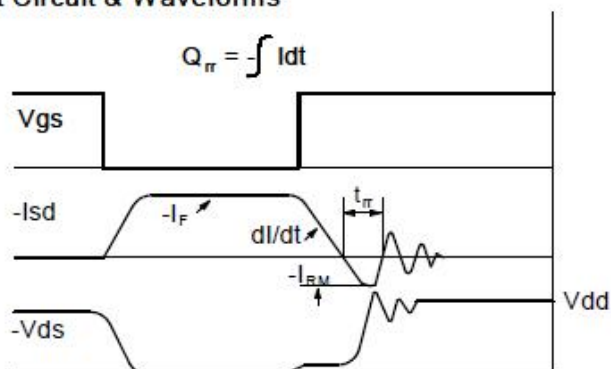 t Circuit & Waveforms
Qrr = -∫ Idt
Vgs
trr
-Isd
-IF
dI/dt
-IRM
Vdd
-Vds